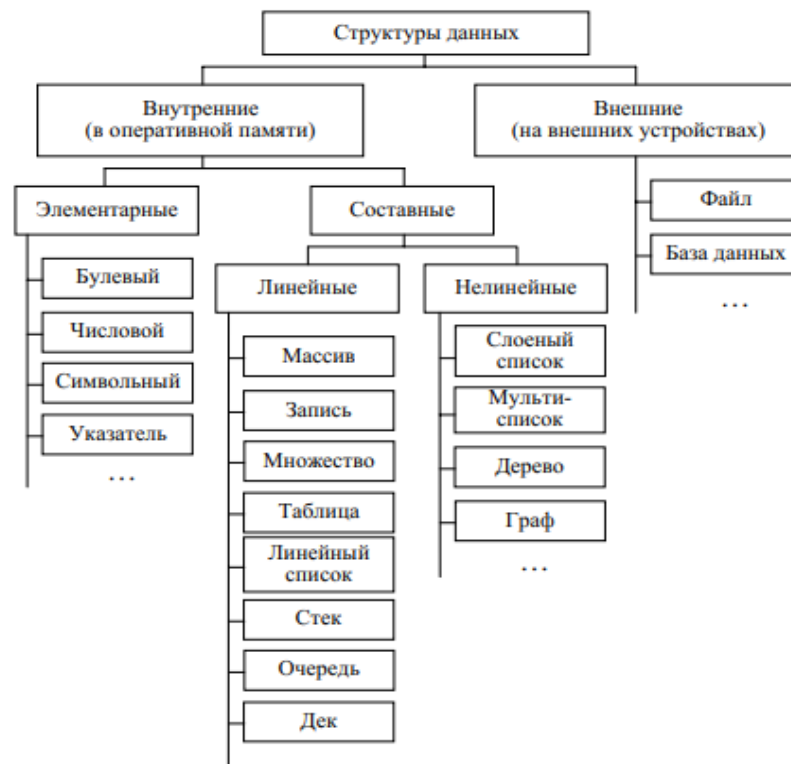 Структуры данных
Внутренние
(в оперативной памяти)
Внешние
(на внешних устройствах)
Элементарные
Булевый
Числовой
Символьный
Указатель
...
Составные
Линейные
Массив
Запись
Множество
Таблица
Линейный
список
Стек
Очередь
Дек
Нелинейные
Слоеный
список
Мульти-
список
Дерево
Граф
...
Файл
База данных
...